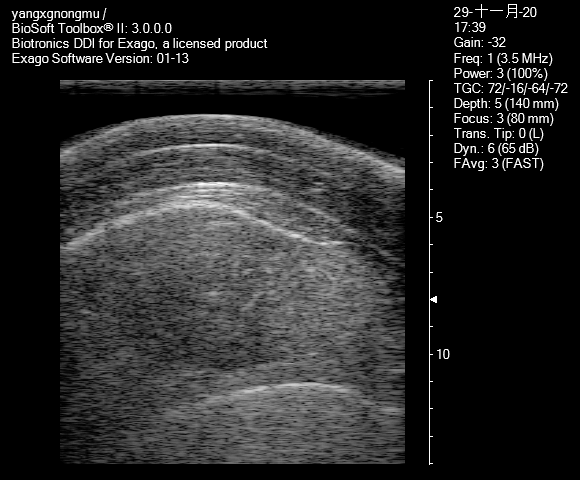 yangxgnongmu /
BioSoft Toolbox® II: 3.0.0.0
Biotronics DDI for Exago, a licensed product
Exago Software Version: 01-13
29-十一月-20
17:39
Gain: -32
Freq: 1 (3.5 MHz)
Power: 3 (100%)
TGC: 72/-16/-64/-72
Depth: 5 (140 mm)
Focus: 3 (80 mm)
Trans. Tip: 0 (L)
Dyn.: 6 (65 dB)
FAvg: 3 (FAST)
5
10